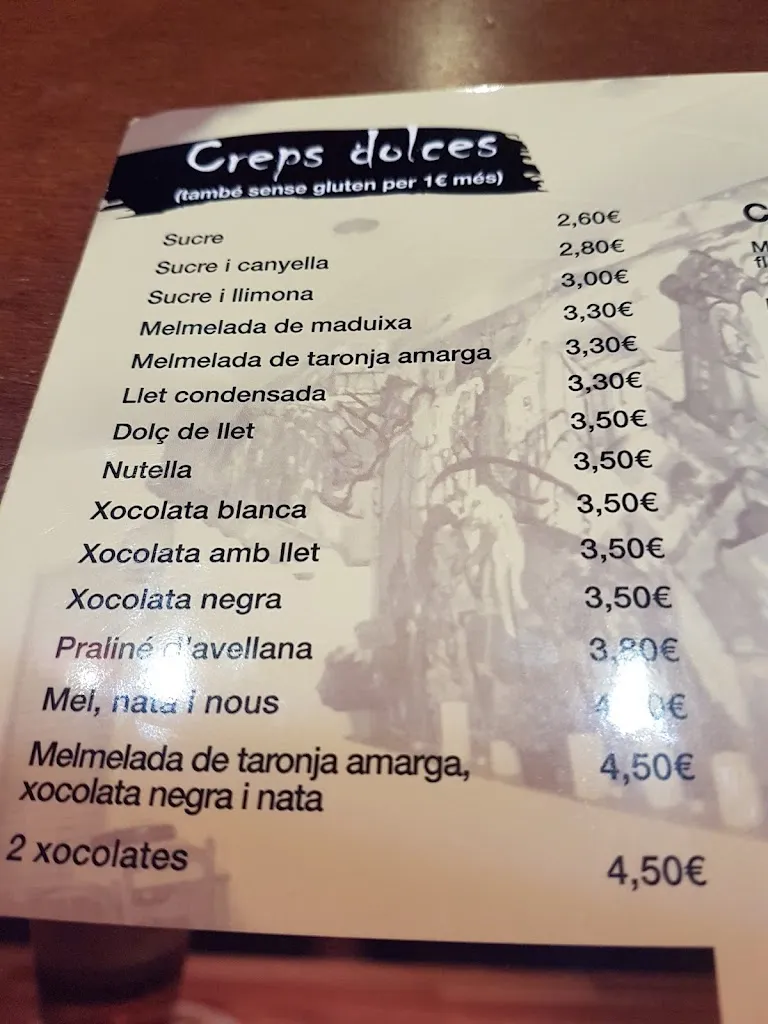 Creps dolces
(també sense gluten per 1€ més)
Sucre 2,60€
Sucre i canyella 2,80€
Sucre i llimona 3,00€
Melmelada de maduixa 3,30€
Melmelada de taronja amarga 3,30€
Llet condensada 3,30€
Dolç de llet 3,50€
Nutella 3,50€
Xocolata blanca 3,50€
Xocolata amb llet 3,50€
Xocolata negra 3,50€
Praliné d'avellana 3,80€
Mel, nata i nous
Melmelada de taronja amarga, 4,50€
xocolata negra i nata
2 xocolates 4,50€